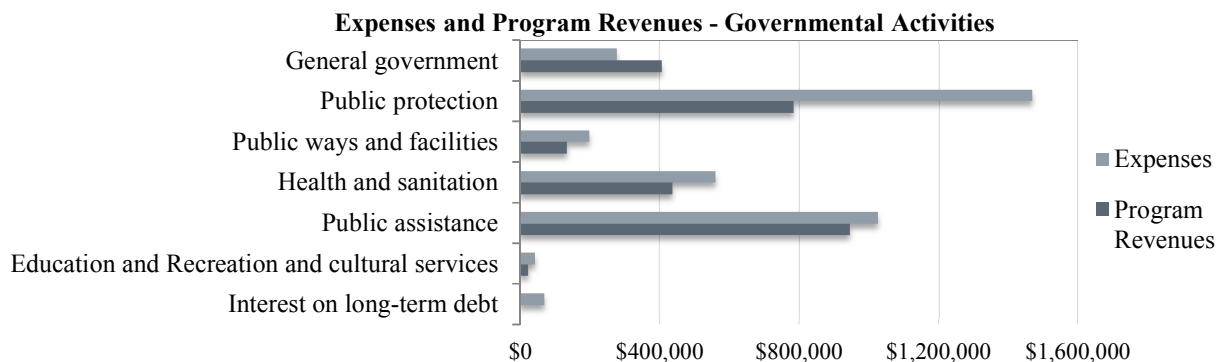 Expenses and Program Revenues - Governmental Activities
General government
Public protection
Public ways and facilities
Health and sanitation
Public assistance
Education and Recreation and cultural services
Interest on long-term debt
$0 $400,000 $800,000 $1,200,000 $1,600,000
Expenses
Program
Revenues